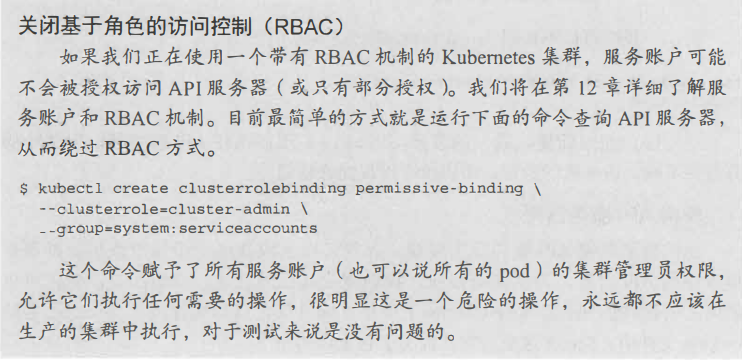 关闭基于角色的访问控制（RBAC）
如果我们正在使用一个带有 RBAC 机制的 Kubernetes 集群，服务账户可能
不会被授权访问 API 服务器（或只有部分授权）。我们将在第 12 章详细了解服
务账户和 RBAC 机制。目前最简单的方式就是运行下面的命令查询 API 服务器，
从而绕过 RBAC 方式。
$ kubectl create clusterrolebinding permissive-binding \
--clusterrole=cluster-admin \
--group=system:serviceaccounts
这个命令赋予了所有服务账户（也可以说所有的 pod）的集群管理员权限，
允许它们执行任何需要的操作，很明显这是一个危险的操作，永远都不应该在
生产的集群中执行，对于测试来说是没有问题的。